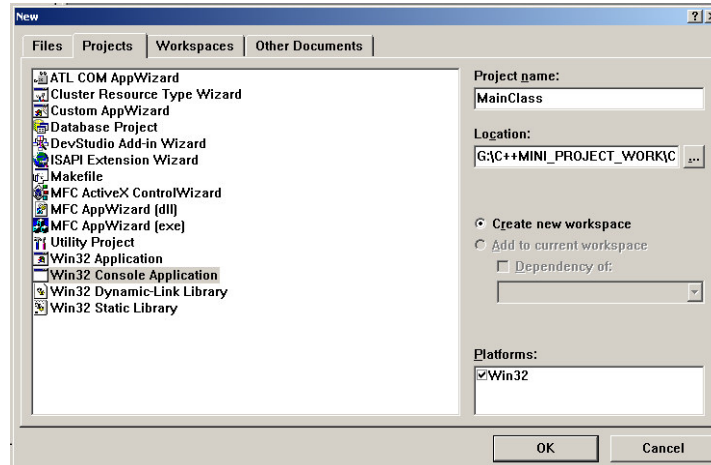 New
Files Projects Workspaces Other Documents
ATL COM AppWizard
Cluster Resource Type Wizard
Custom AppWizard
Database Project
DevStudio Add-in Wizard
ISAPI Extension Wizard
Makefile
MFC ActiveX ControlWizard
MFC AppWizard (dll)
MFC AppWizard (exe)
Utility Project
Win32 Application
Win32 Console Application
Win32 Dynamic-Link Library
Win32 Static Library
Project name:
MainClass
Location:
G:\C++MINI_PROJECT_WORK\C
...
Create new workspace
Add to current workspace
Dependency of:
Platforms:
Win32
OK Cancel